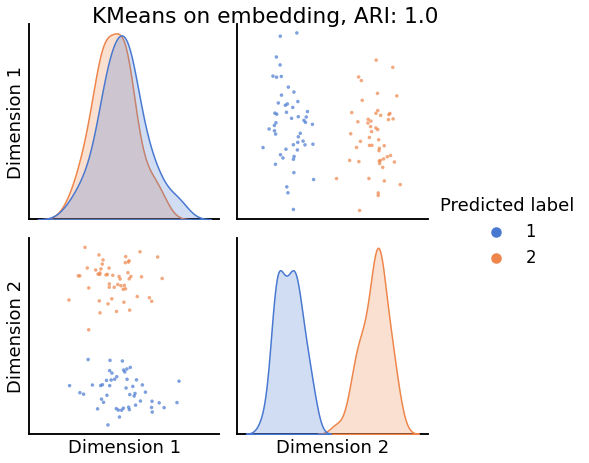 KMeans on embedding, ARI: 1.0
Dimension 1
Predicted label
1
2
Dimension 2
Dimension 1
Dimension 2